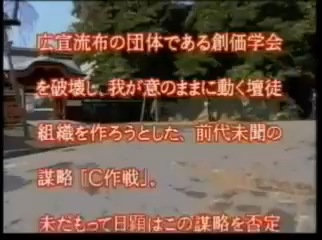 広宣流布の団体である創価学会
を破壊し、我が意のままに動く壇徒
組織を作ろうとした、前代未聞の
謀略「C作戦」。
未だもって日顕はこの謀略を否定